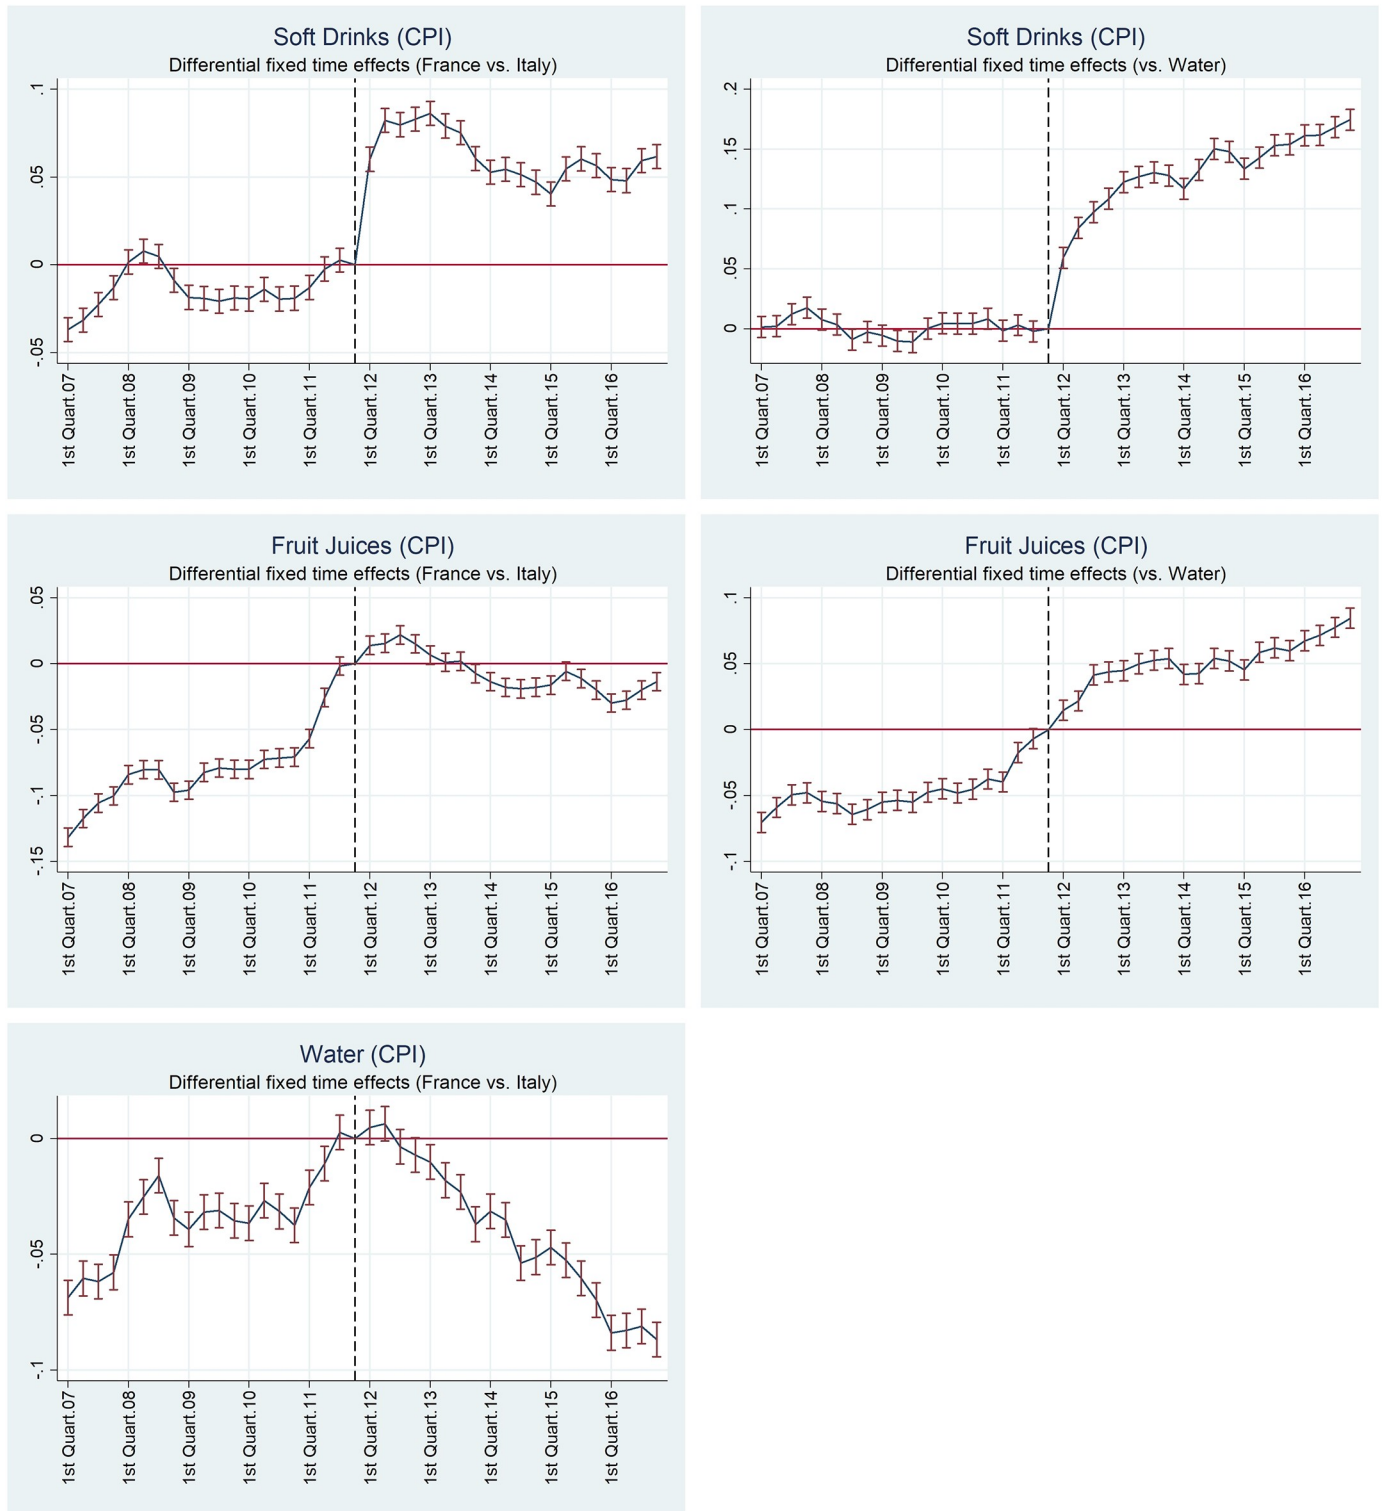 Soft Drinks (CPI)
Differential fixed time effects (France vs. Italy)
.1
.05
0
-.05
1st Quart.07
1st Quart.08
1st Quart.09
1st Quart.10
1st Quart.11
1st Quart.12
1st Quart.13
1st Quart.14
1st Quart.15
1st Quart.16
Soft Drinks (CPI)
Differential fixed time effects (vs. Water)
.2
.15
.1
.05
0
1st Quart.07
1st Quart.08
1st Quart.09
1st Quart.10
1st Quart.11
1st Quart.12
1st Quart.13
1st Quart.14
1st Quart.15
1st Quart.16
Fruit Juices (CPI)
Differential fixed time effects (France vs. Italy)
.05
0
-.05
-.1
-.15
1st Quart.07
1st Quart.08
1st Quart.09
1st Quart.10
1st Quart.11
1st Quart.12
1st Quart.13
1st Quart.14
1st Quart.15
1st Quart.16
Fruit Juices (CPI)
Differential fixed time effects (vs. Water)
.1
.05
0
-.05
-.1
1st Quart.07
1st Quart.08
1st Quart.09
1st Quart.10
1st Quart.11
1st Quart.12
1st Quart.13
1st Quart.14
1st Quart.15
1st Quart.16
Water (CPI)
Differential fixed time effects (France vs. Italy)
0
-.05
-.1
1st Quart.07
1st Quart.08
1st Quart.09
1st Quart.10
1st Quart.11
1st Quart.12
1st Quart.13
1st Quart.14
1st Quart.15
1st Quart.16